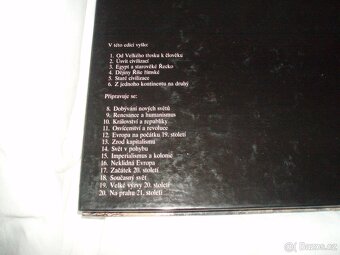 V této edici vyšlo:
1. Od Velkého třesku k člověku
2. Úsvit civilizací
3. Egypt a starověké Řecko
4. Dějiny Říše římské
5. Staré civilizace
6. Z jednoho kontinentu na druhý
Připravuje se:
8. Dobývání nových světů
9. Renesance a humanismus
10. Království a republiky
11. Osvícenství a revoluce
12. Evropa na počátku 19. století
13. Zrod kapitalismu
14. Svět v pohybu
15. Imperialismus a kolonie
16. Neklidná Evropa
17. Začátek 20. století
18. Současný svět
19. Velké výzvy 20. století
20. Na prahu 21. století
Sbazoš.cz